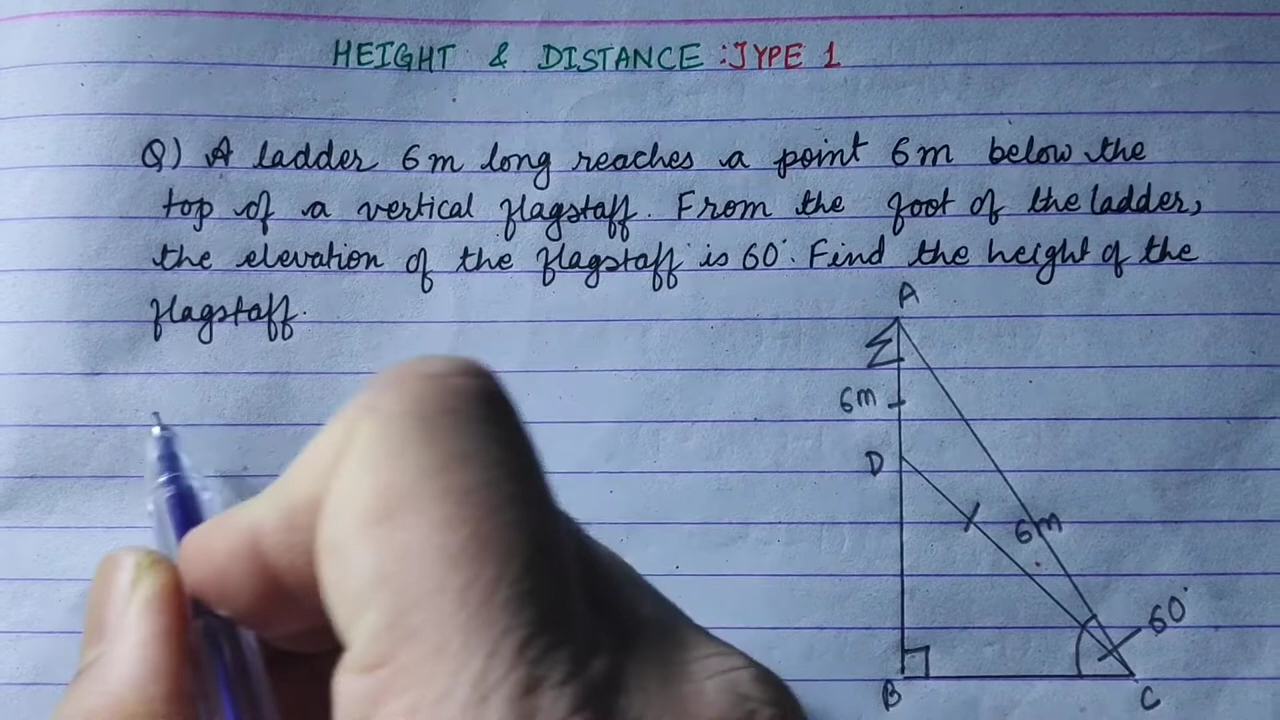 HEIGHT & DISTANCE : TYPE 1
Q) A ladder 6m long reaches a point 6m below the
top of a vertical flagstaff. From the foot of the ladder,
the elevation of the flagstaff is 60°. Find the height of the
flagstaff.
A
6m
D
6m
60°
B
C